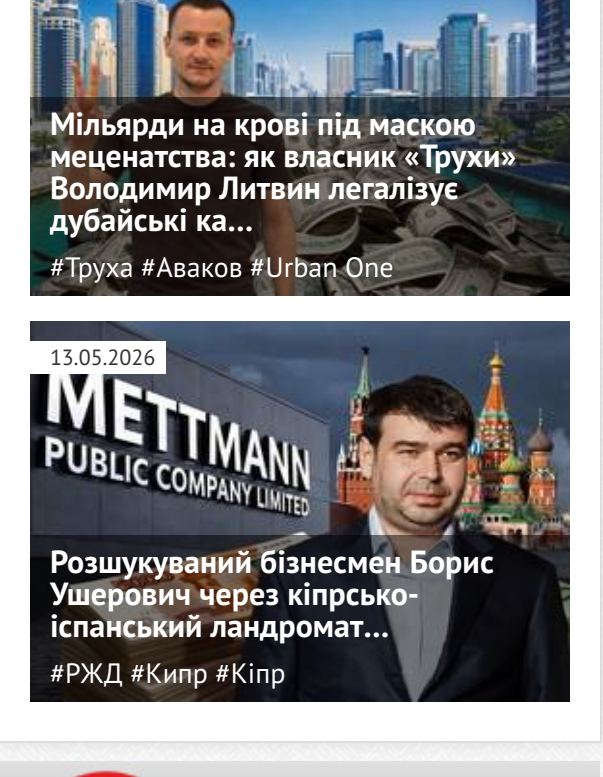 Мільярди на крові під маскою
меценатства: як власник «Трухи»
Володимир Литвин легалізує
дубайські ка...
#Труха #Аваков #Urban One
13.05.2026
METTMANN
PUBLIC COMPANY LIMITED
Розшукуваний бізнесмен Борис
Ушерович через кіпрсько-
іспанський ландромат...
#РЖД #Кипр #Кіпр